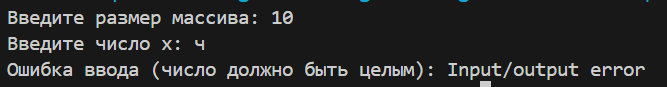 Введите размер массива: 10
Введите число x: ч
Ошибка ввода (число должно быть целым): Input/output error